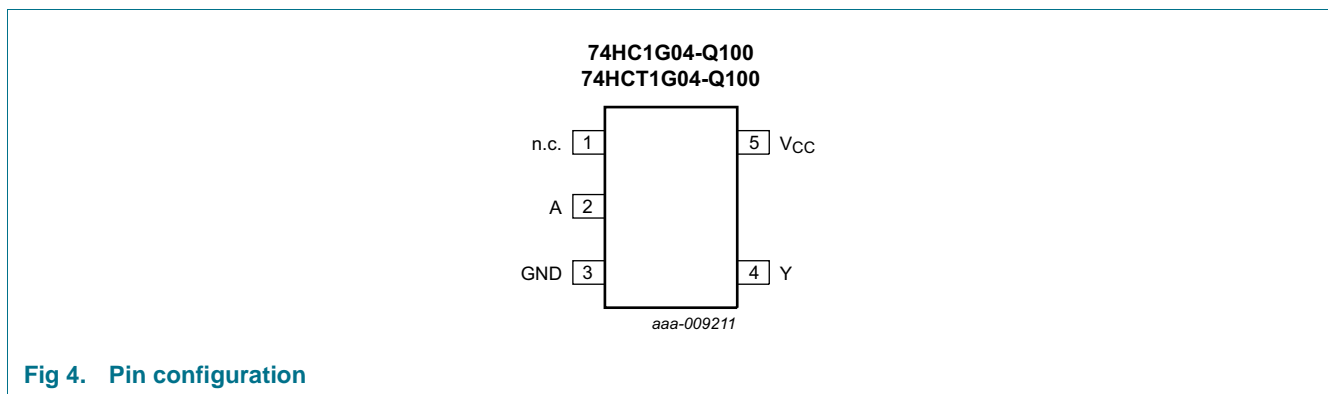 74HC1G04-Q100
74HCT1G04-Q100
n.c. 1 5 VCC
A 2
GND 3 4 Y
aaa-009211
Fig 4. Pin configuration